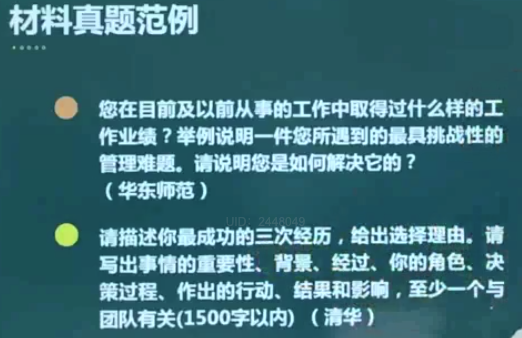 材料真题范例
您在目前及以前从事的工作中取得过什么样的工
作业绩？举例说明一件您所遇到的最具挑战性的
管理难题。请说明您是如何解决它的？
（华东师范）
UID: 2448049
请描述你最成功的三次经历，给出选择理由。请
写出事情的重要性、背景、经过、你的角色、决
策过程、作出的行动、结果和影响，至少一个与
团队有关(1500字以内) （清华）